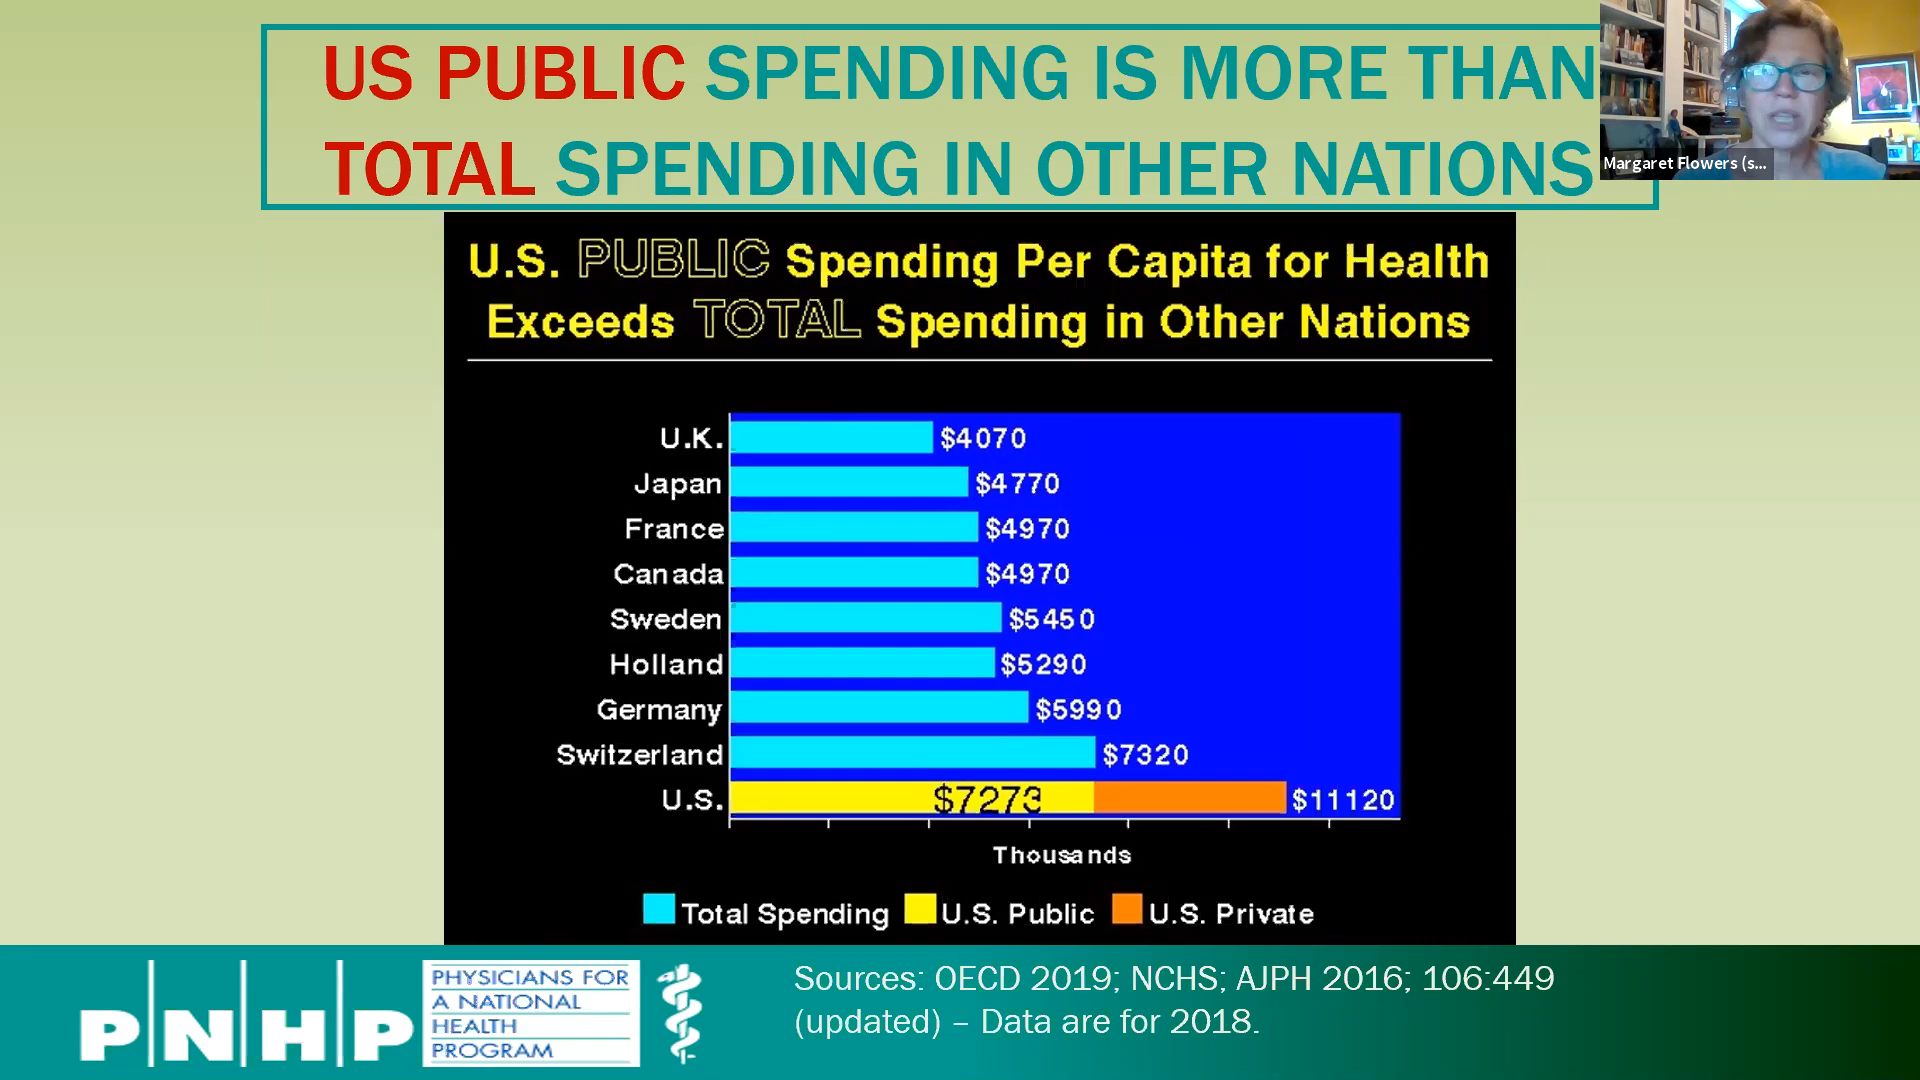 US PUBLIC SPENDING IS MORE THAN
TOTAL SPENDING IN OTHER NATIONS
Margaret Flowers (s...
U.S. PUBLIC Spending Per Capita for Health
Exceeds TOTAL Spending in Other Nations
U.K. $4070
Japan $4770
France $4970
Canada $4970
Sweden $5450
Holland $5290
Germany $5990
Switzerland $7320
U.S. $7273 $11120
Thousands
Total Spending U.S. Public U.S. Private
PNHP
PHYSICIANS FOR
A NATIONAL
HEALTH
PROGRAM
Sources: OECD 2019; NCHS; AJPH 2016; 106:449
(updated) – Data are for 2018.